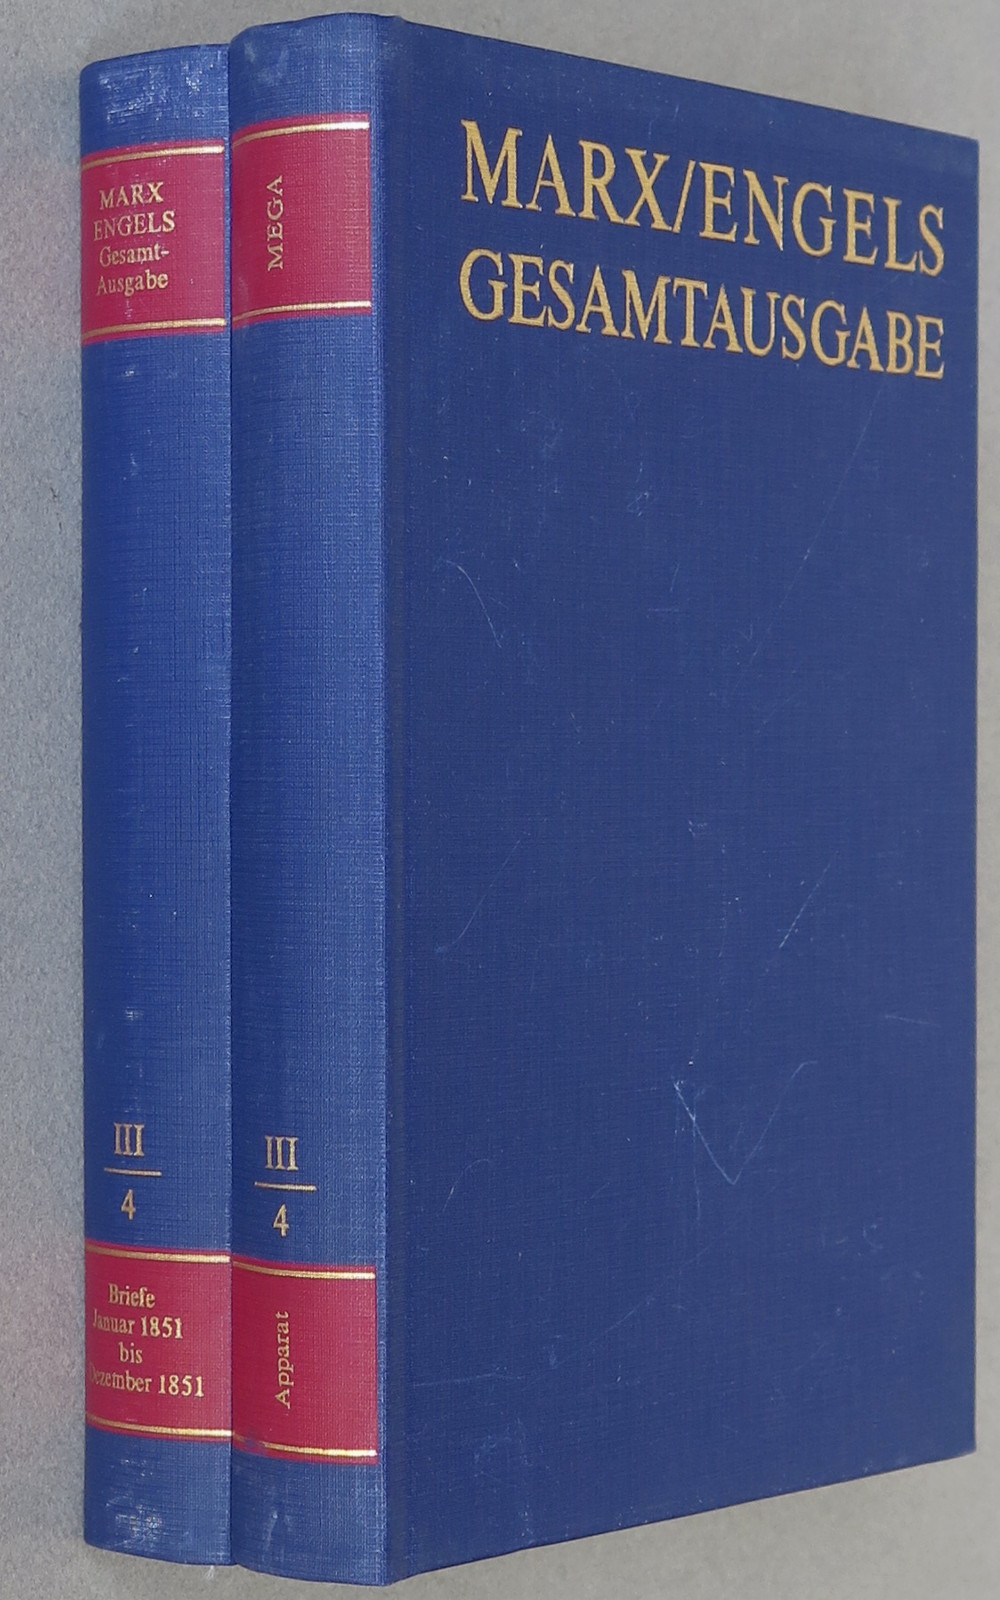 MARX
ENGELS
Gesamt-
Ausgabe
III
4
Briefe
Januar 1851
bis
Dezember 1851
MEGA
III
4
Apparat
MARX/ENGELS
GESAMTAUSGABE